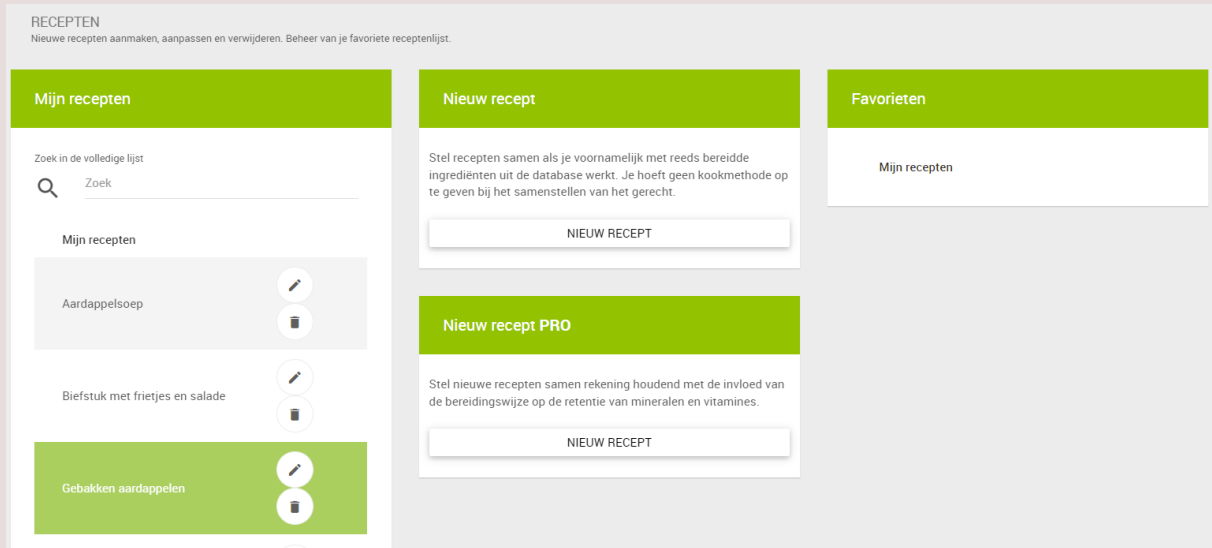 RECEPTEN
Nieuwe recepten aanmaken, aanpassen en verwijderen. Beheer van je favoriete receptenlijst.
Mijn recepten
Zoek in de volledige lijst
Zoek
Mijn recepten
Aardappelsoep
Biefstuk met frietjes en salade
Gebakken aardappelen
Nieuw recept
Stel recepten samen als je voornamelijk met reeds bereidde
ingrediënten uit de database werkt. Je hoeft geen kookmethode op
te geven bij het samenstellen van het gerecht.
NIEUW RECEPT
Nieuw recept PRO
Stel nieuwe recepten samen rekening houdend met de invloed van
de bereidingswijze op de retentie van mineralen en vitamines.
NIEUW RECEPT
Favorieten
Mijn recepten